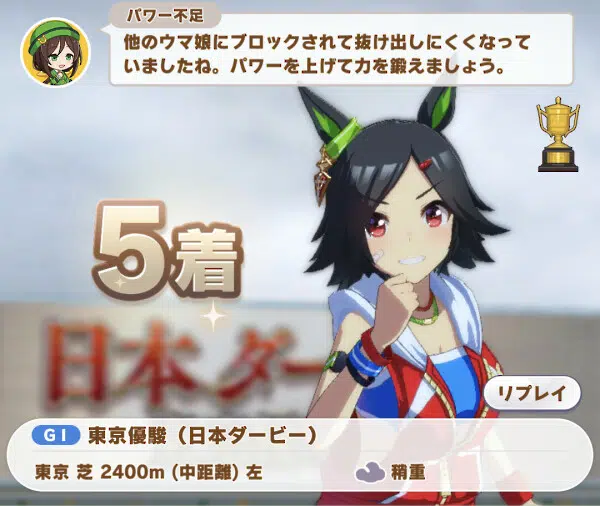 パワー不足
他のウマ娘にブロックされて抜け出しにくくなって
いましたね。パワーを上げて力を鍛えましょう。
5着
日本ダー
リプレイ
GI 東京優駿（日本ダービー）
東京 芝 2400m (中距離) 左 稍重